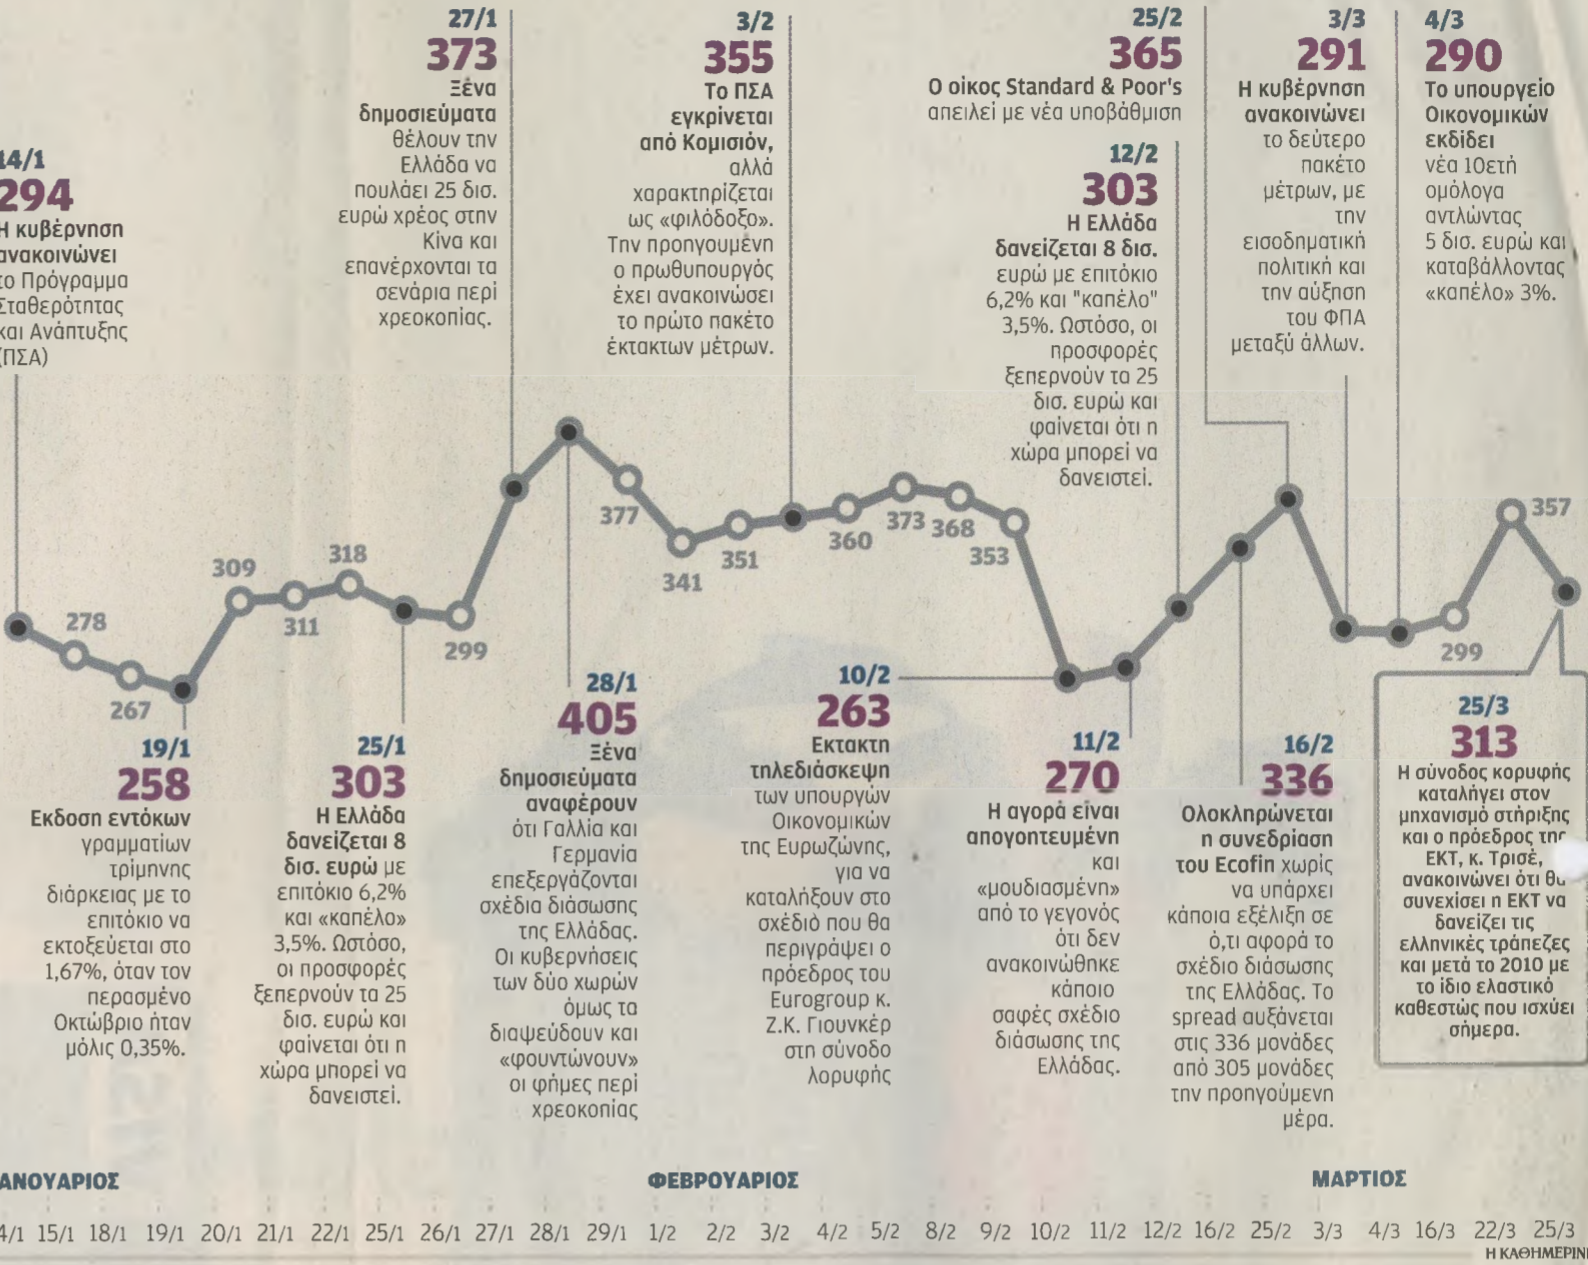 14/1
294
Η κυβέρνηση
ανακοινώνει
το Πρόγραμμα
Σταθερότητας
και Ανάπτυξης
(ΠΣΑ)
27/1
373
Ξένα
δημοσιεύματα
θέλουν την
Ελλάδα να
πουλάει 25 δισ.
ευρώ χρέος στην
Κίνα και
επανέρχονται τα
σενάρια περί
χρεοκοπίας.
3/2
355
Το ΠΣΑ
εγκρίνεται
από Κομισιόν,
αλλά
χαρακτηρίζεται
ως «φιλόδοξο».
Την προηγουμένη
ο πρωθυπουργός
έχει ανακοινώσει
το πρώτο πακέτο
έκτακτων μέτρων.
25/2
365
Ο οίκος Standard & Poor's
απειλεί με νέα υποβάθμιση
12/2
303
Η Ελλάδα
δανείζεται 8 δισ.
ευρώ με επιτόκιο
6,2% και "καπέλο"
3,5%. Ωστόσο, οι
προσφορές
ξεπερνούν τα 25
δισ. ευρώ και
φαίνεται ότι η
χώρα μπορεί να
δανειστεί.
3/3
291
Η κυβέρνηση
ανακοινώνει
το δεύτερο
πακέτο
μέτρων, με
την
εισοδηματική
πολιτική και
την αύξηση
του ΦΠΑ
μεταξύ άλλων.
4/3
290
Το υπουργείο
Οικονομικών
εκδίδει
νέα 10ετή
ομόλογα
αντλώντας
5 δισ. ευρώ και
καταβάλλοντας
«καπέλο» 3%.
278
267
309
311
318
299
377
341
351
360
373
368
353
299
357
19/1
258
Εκδοση εντόκων
γραμματίων
τρίμηνης
διάρκειας με το
επιτόκιο να
εκτοξεύεται στο
1,67%, όταν τον
περασμένο
Οκτώβριο ήταν
μόλις 0,35%.
25/1
303
Η Ελλάδα
δανείζεται 8
δισ. ευρώ με
επιτόκιο 6,2%
και «καπέλο»
3,5%. Ωστόσο,
οι προσφορές
ξεπερνούν τα 25
δισ. ευρώ και
φαίνεται ότι η
χώρα μπορεί να
δανειστεί.
28/1
405
Ξένα
δημοσιεύματα
αναφέρουν
ότι Γαλλία και
Γερμανία
επεξεργάζονται
σχέδια διάσωσης
της Ελλάδας.
Οι κυβερνήσεις
των δύο χωρών
όμως τα
διαψεύδουν και
«φουντώνουν»
οι φήμες περί
χρεοκοπίας
10/2
263
Εκτακτη
τηλεδιάσκεψη
των υπουργών
Οικονομικών
της Ευρωζώνης,
για να
καταλήξουν στο
σχέδιο που θα
περιγράψει ο
πρόεδρος του
Eurogroup κ.
Ζ.Κ. Γιουνκέρ
στη σύνοδο
λορυφής
11/2
270
Η αγορά είναι
απογοητευμένη
και
«μουδιασμένη»
από το γεγονός
ότι δεν
ανακοινώθηκε
κάποιο
σαφές σχέδιο
διάσωσης της
Ελλάδας.
16/2
336
Ολοκληρώνεται
η συνεδρίαση
του Ecofin χωρίς
να υπάρχει
κάποια εξέλιξη σε
ό,τι αφορά το
σχέδιο διάσωσης
της Ελλάδας. Το
spread αυξάνεται
στις 336 μονάδες
από 305 μονάδες
την προηγούμενη
μέρα.
25/3
313
Η σύνοδος κορυφής
καταλήγει στον
μηχανισμό στήριξης
και ο πρόεδρος της
ΕΚΤ, κ. Τρισέ,
ανακοινώνει ότι θα
συνεχίσει η ΕΚΤ να
δανείζει τις
ελληνικές τράπεζες
και μετά το 2010 με
το ίδιο ελαστικό
καθεστώς που ισχύει
σήμερα.
ΑΝΟΥΑΡΙΟΣ ΦΕΒΡΟΥΑΡΙΟΣ ΜΑΡΤΙΟΣ
4/1 15/1 18/1 19/1 20/1 21/1 22/1 25/1 26/1 27/1 28/1 29/1 1/2 2/2 3/2 4/2 5/2 8/2 9/2 10/2 11/2 12/2 16/2 25/2 3/3 4/3 16/3 22/3 25/3
Η ΚΑΘΗΜΕΡΙΝΗ